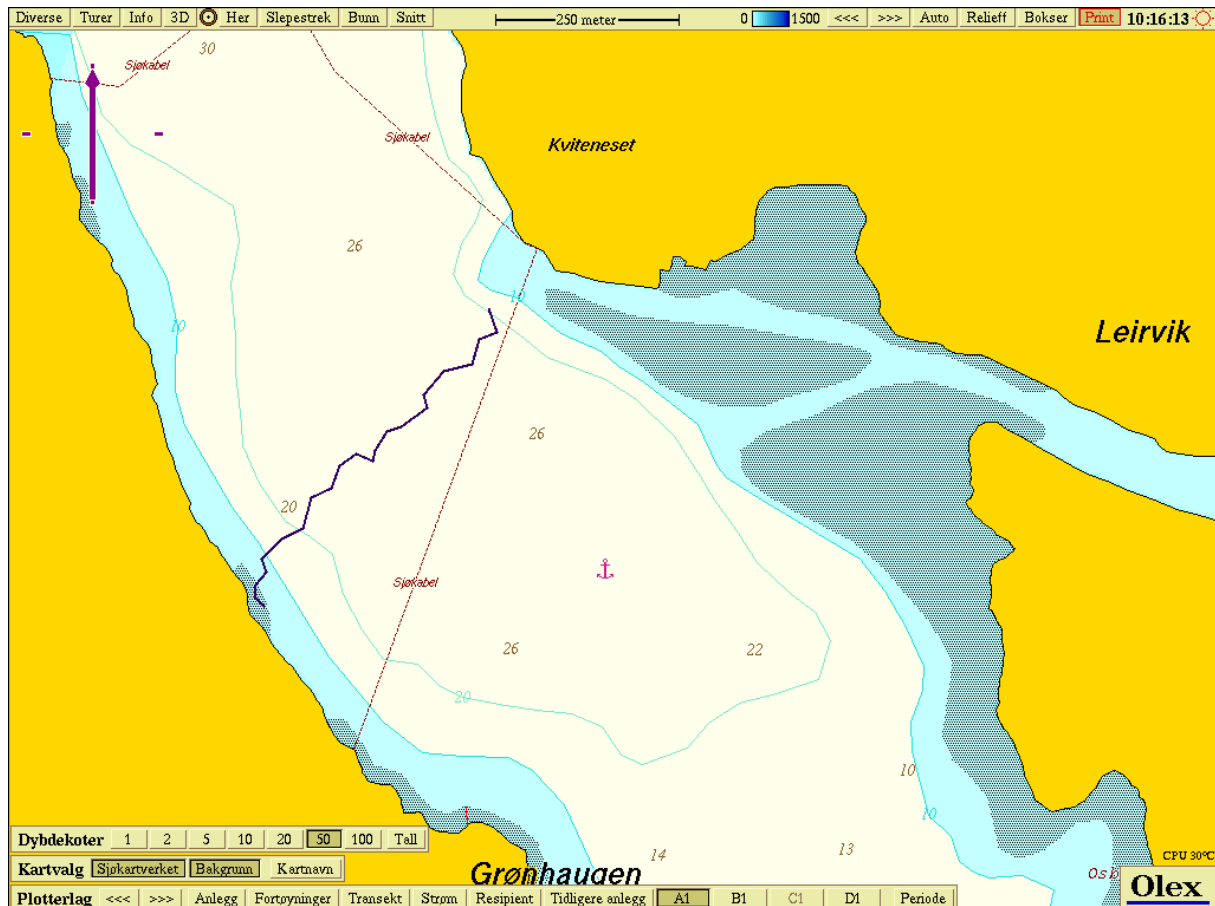 Diverse Turer Info 3D Her Slepestrek Bunn Snitt 250 meter 0 1500 <<< >>> Auto Relieff Bokser Print 10:16:13
30
Sjøkabel
Sjøkabel
Kviteneset
26
10
10
Leirvik
26
20
Sjøkabel
26
22
20
10
10
Dybdekoter 1 2 5 10 20 50 100 Tall
14
13
CPU 30°C
Kartvalg Sjøkartverket Bakgrunn Kartnavn
Grønhaugen
Osb
Olex
Plotterlag <<< >>> Anlegg Fortøyninger Transekt Strøm Resipient Tidligere anlegg A1 B1 C1 D1 Periode